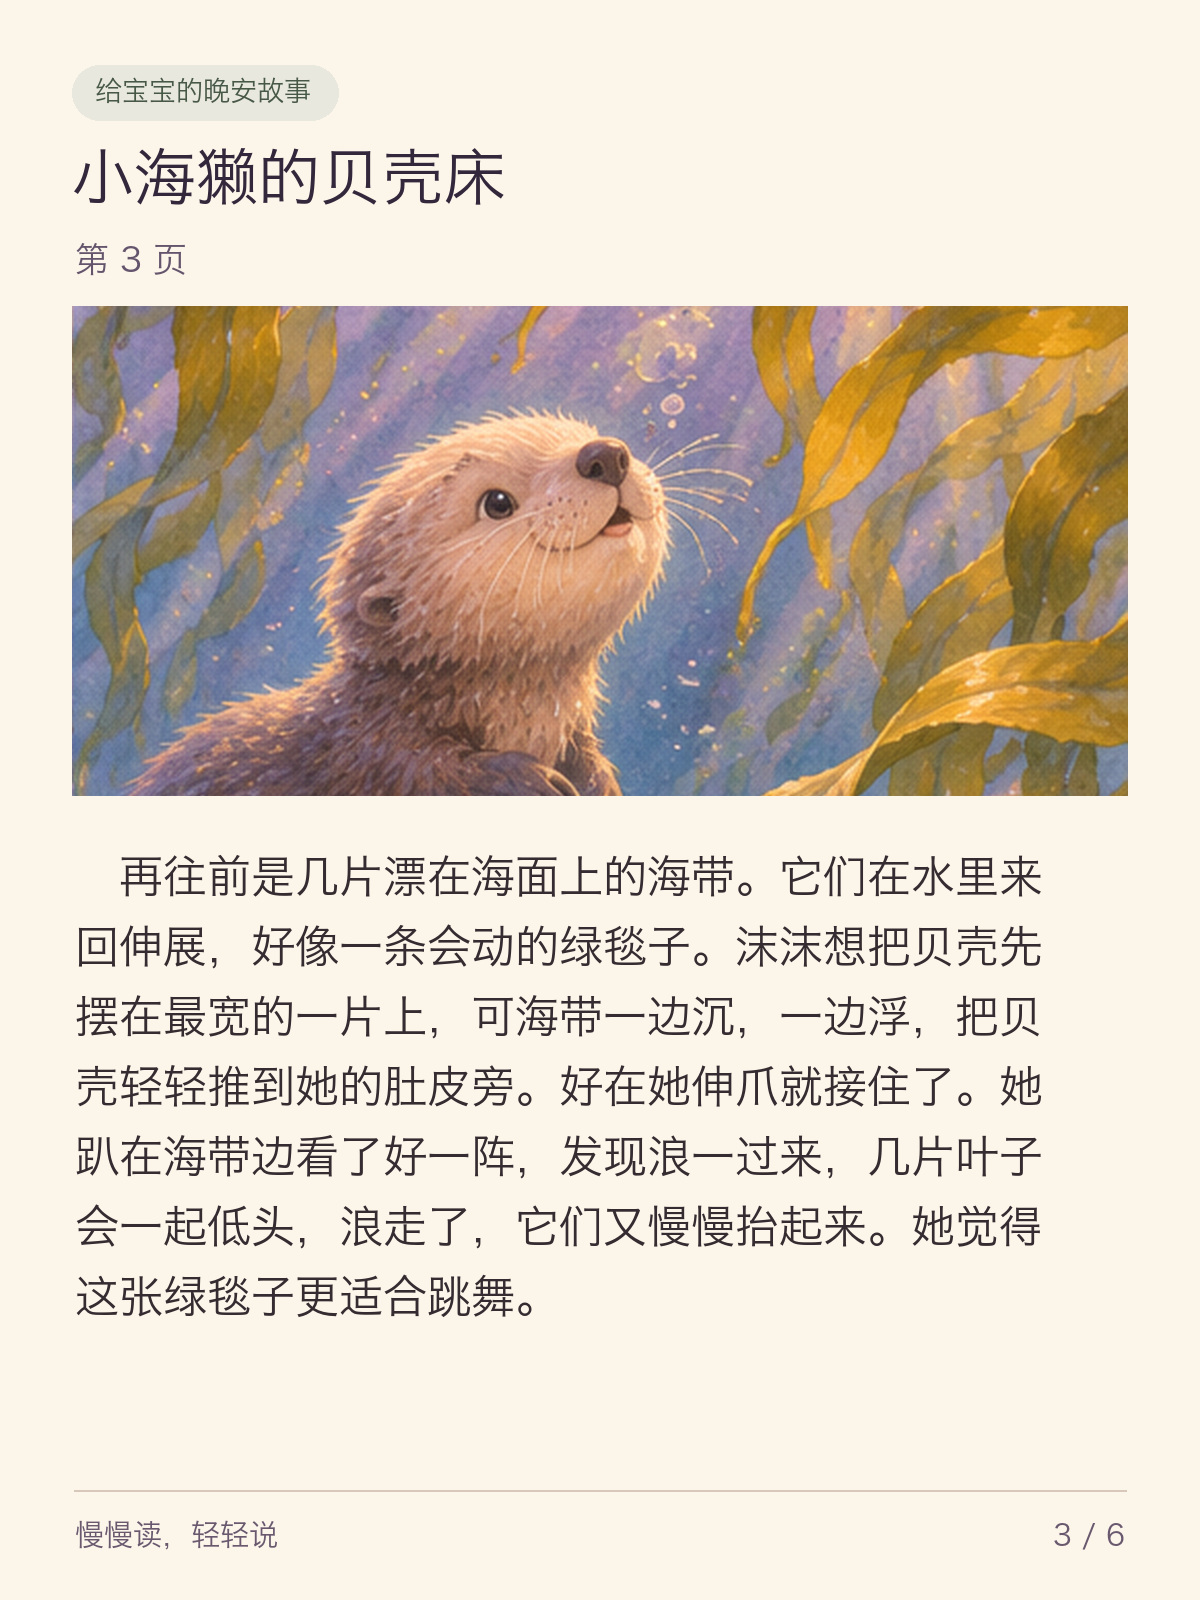 给宝宝的晚安故事
小海獭的贝壳床
第 3 页
再往前是几片漂在海面上的海带。它们在水里来
回伸展，好像一条会动的绿毯子。沫沫想把贝壳先
摆在最宽的一片上，可海带一边沉，一边浮，把贝
壳轻轻推到她的肚皮旁。好在她伸爪就接住了。她
趴在海带边看了好一阵，发现浪一过来，几片叶子
会一起低头，浪走了，它们又慢慢抬起来。她觉得
这张绿毯子更适合跳舞。
慢慢读，轻轻说
3 / 6